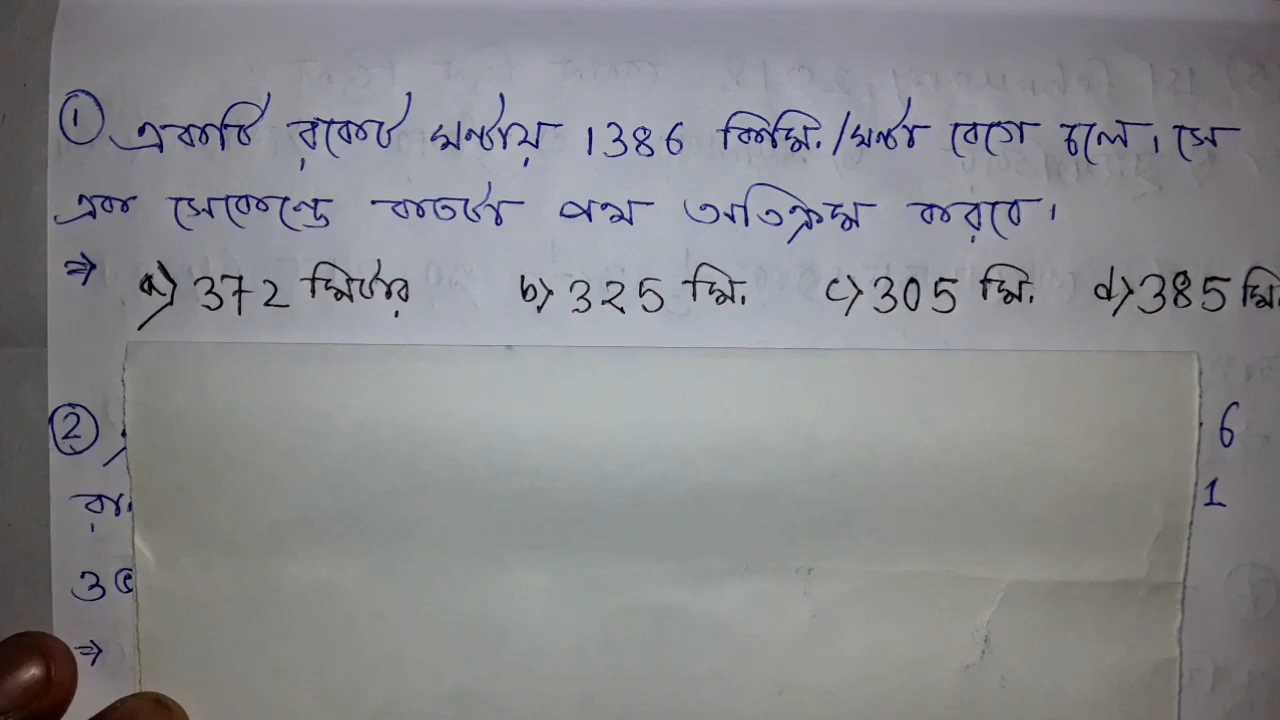 ① একটি রকেট ঘন্টায় 1386 কিমি./ঘন্টা বেগে চলে। সে
এক সেকেন্ডে কতটা পথ অতিক্রম করবে।
⇒ a) 372 মিটার b) 325 মি. c) 305 মি. d) 385 মি.
② 6
1
3
⇒